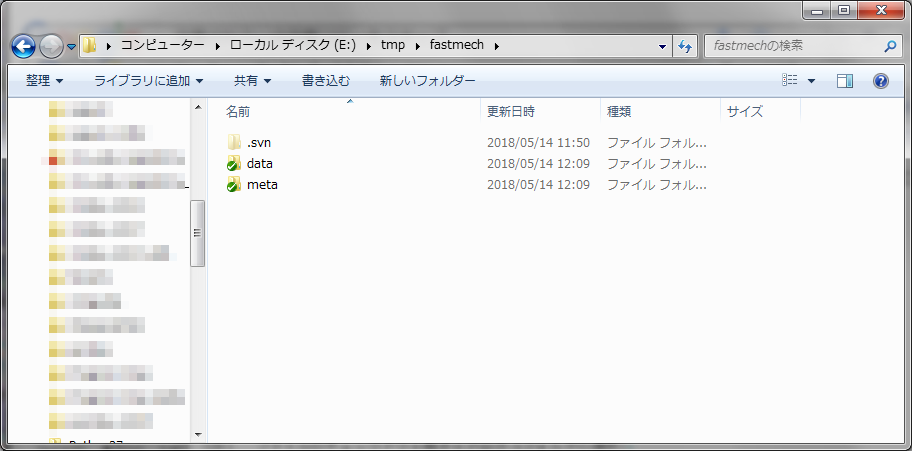 コンピューター ローカル ディスク (E:) tmp fastmech fastmechの検索
整理 ライブラリに追加 共有 書き込む 新しいフォルダー
名前 更新日時 種類 サイズ
.svn 2018/05/14 11:50 ファイル フォル...
data 2018/05/14 12:09 ファイル フォル...
meta 2018/05/14 12:09 ファイル フォル...